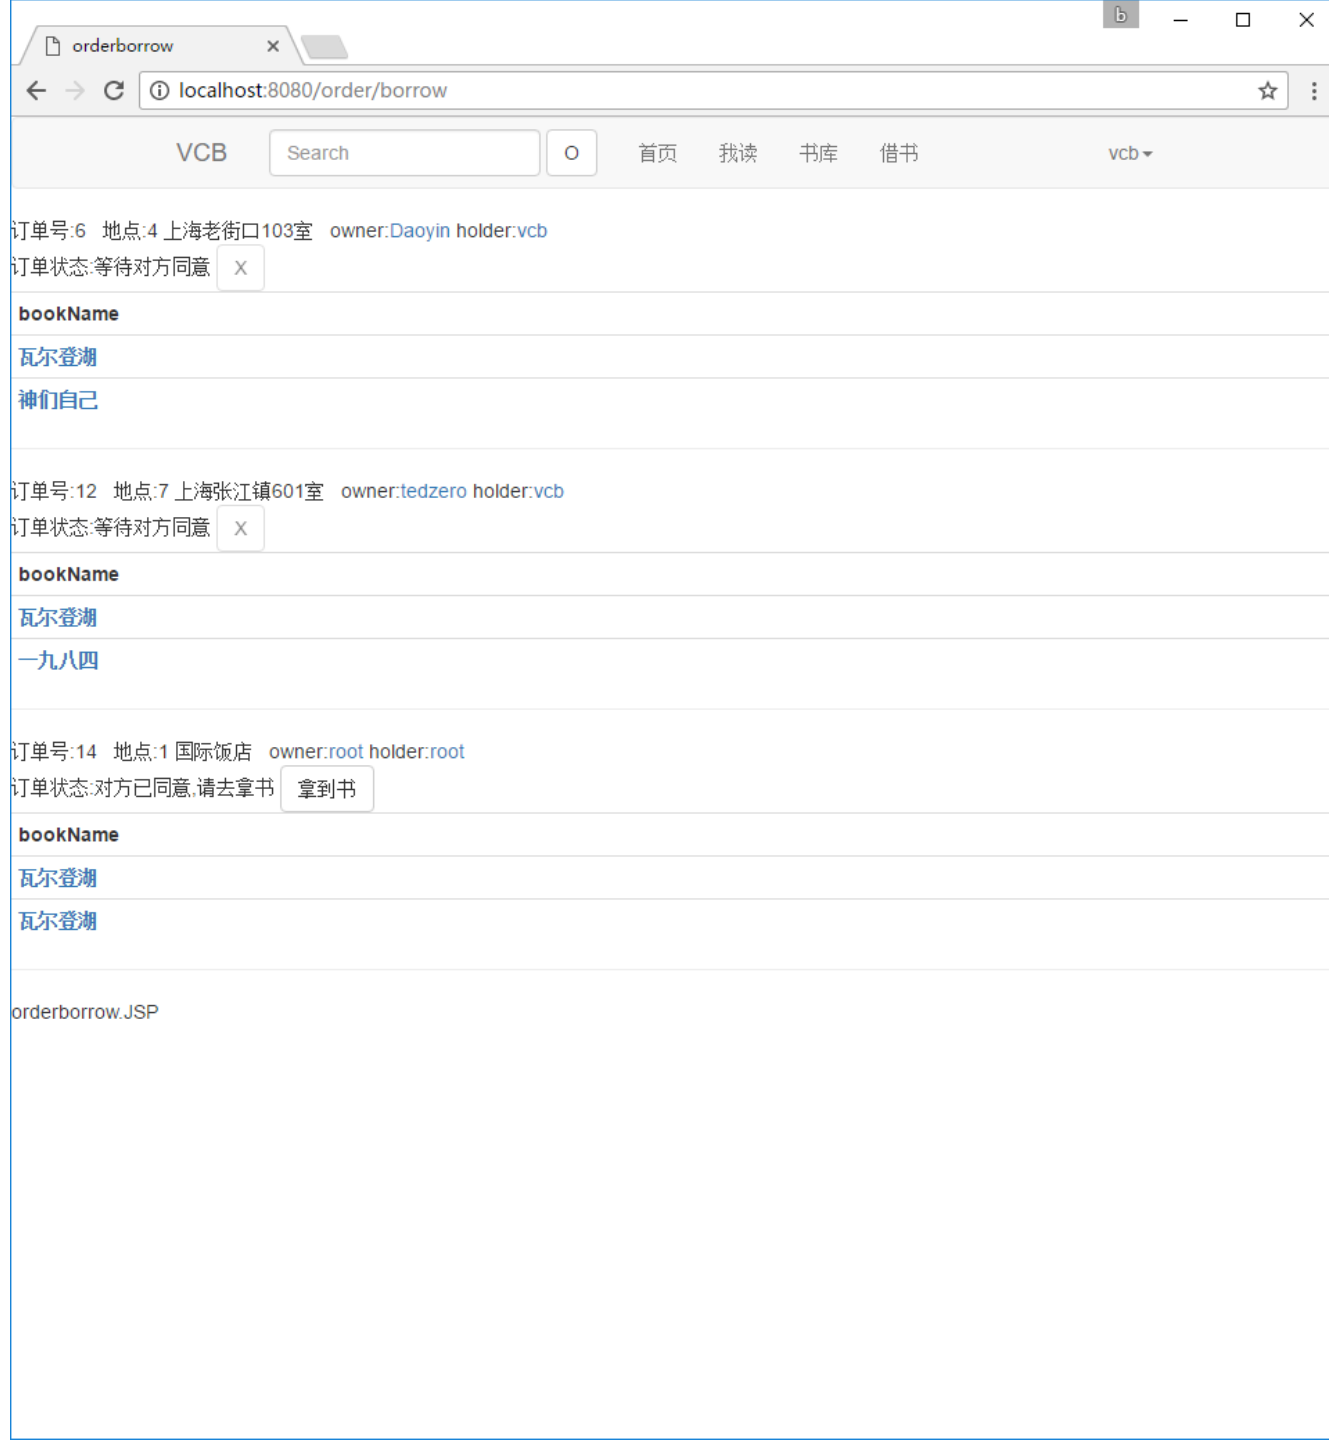 b
orderborrow
localhost:8080/order/borrow
VCB Search O 首页 我读 书库 借书 vcb
订单号:6 地点:4 上海老街口103室 owner:Daoyin holder:vcb
订单状态:等待对方同意 X
bookName
瓦尔登湖
神们自己
订单号:12 地点:7 上海张江镇601室 owner:tedzero holder:vcb
订单状态:等待对方同意 X
bookName
瓦尔登湖
一九八四
订单号:14 地点:1 国际饭店 owner:root holder:root
订单状态:对方已同意,请去拿书 拿到书
bookName
瓦尔登湖
瓦尔登湖
orderborrow.JSP